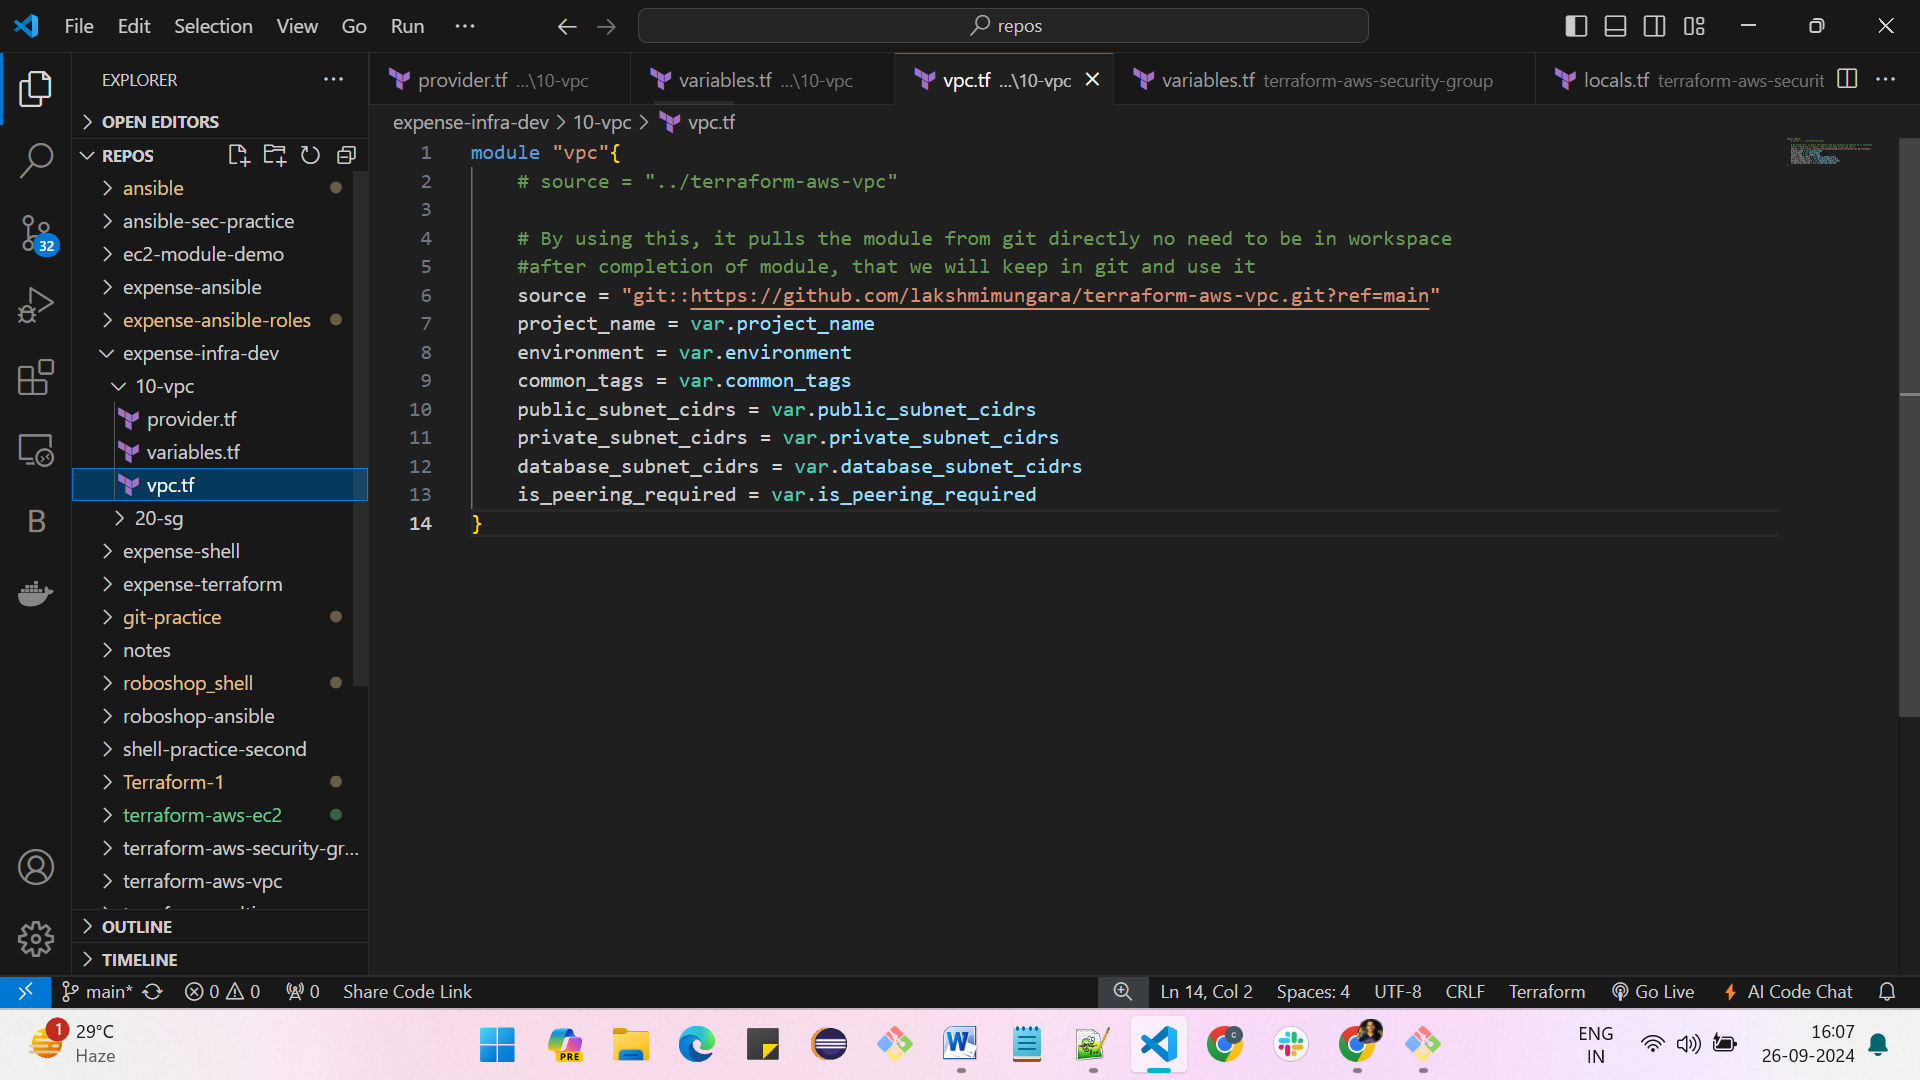 File Edit Selection View Go Run ···
repos
EXPLORER
OPEN EDITORS
REPOS
ansible
ansible-sec-practice
ec2-module-demo
expense-ansible
expense-ansible-roles
expense-infra-dev
10-vpc
provider.tf
variables.tf
vpc.tf
20-sg
expense-shell
expense-terraform
git-practice
notes
roboshop_shell
roboshop-ansible
shell-practice-second
Terraform-1
terraform-aws-ec2
terraform-aws-security-gr...
terraform-aws-vpc
OUTLINE
TIMELINE
32
B
provider.tf ...\10-vpc
variables.tf ...\10-vpc
vpc.tf ...\10-vpc
variables.tf terraform-aws-security-group
locals.tf terraform-aws-securit
expense-infra-dev > 10-vpc > vpc.tf
1 module "vpc"{
2 # source = "../terraform-aws-vpc"
3
4 # By using this, it pulls the module from git directly no need to be in workspace
5 #after completion of module, that we will keep in git and use it
6 source = "git::https://github.com/lakshmimungara/terraform-aws-vpc.git?ref=main"
7 project_name = var.project_name
8 environment = var.environment
9 common_tags = var.common_tags
10 public_subnet_cidrs = var.public_subnet_cidrs
11 private_subnet_cidrs = var.private_subnet_cidrs
12 database_subnet_cidrs = var.database_subnet_cidrs
13 is_peering_required = var.is_peering_required
14 }
main* 0 0 0 Share Code Link Ln 14, Col 2 Spaces: 4 UTF-8 CRLF Terraform Go Live AI Code Chat
1
29°C
Haze
PRE
W
C
ENG
IN
16:07
26-09-2024